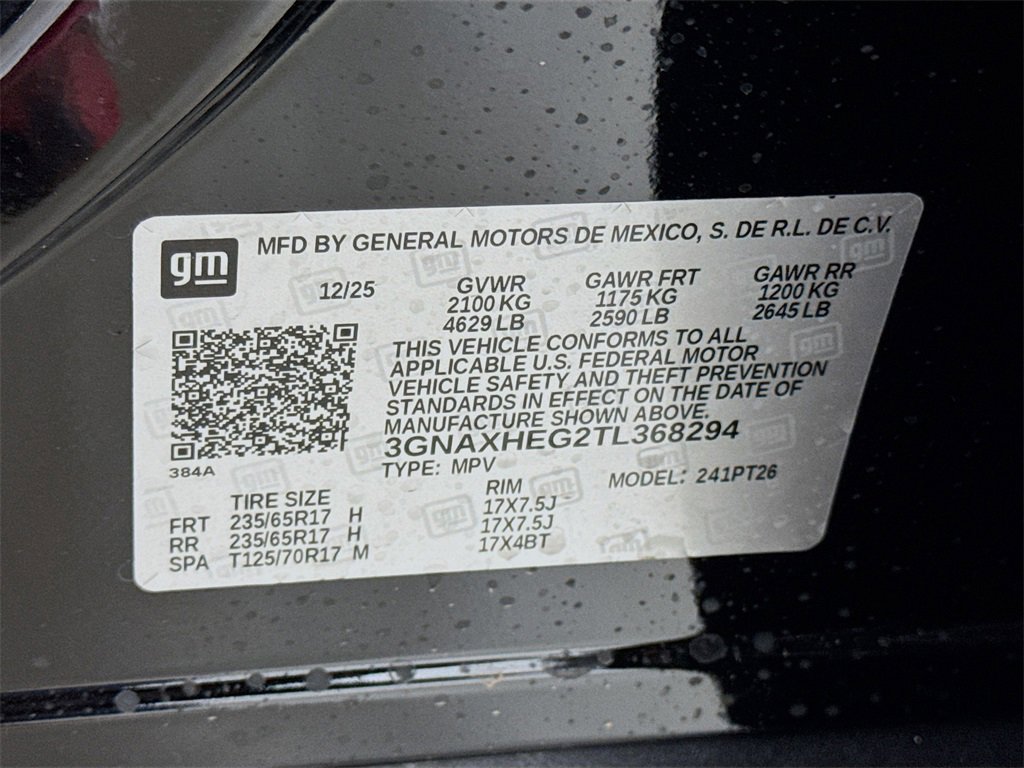 gm
MFD BY GENERAL MOTORS DE MEXICO, S. DE R.L. DE C.V.
12/25 GVWR GAWR FRT GAWR RR
2100 KG 1175 KG 1200 KG
4629 LB 2590 LB 2645 LB
THIS VEHICLE CONFORMS TO ALL
APPLICABLE U.S. FEDERAL MOTOR
VEHICLE SAFETY AND THEFT PREVENTION
STANDARDS IN EFFECT ON THE DATE OF
MANUFACTURE SHOWN ABOVE.
3GNAXHEG2TL368294
384A
TYPE: MPV MODEL: 241PT26
TIRE SIZE RIM
FRT 235/65R17 H 17X7.5J
RR 235/65R17 H 17X7.5J
SPA T125/70R17 M 17X4BT